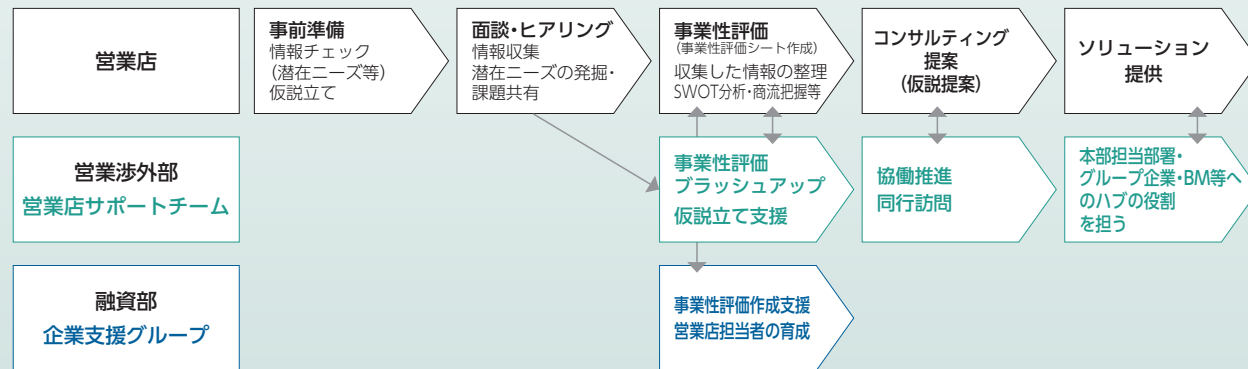 営業店
事前準備
情報チェック
(潜在ニーズ等)
仮説立て
面談・ヒアリング
情報収集
潜在ニーズの発掘・
課題共有
事業性評価
(事業性評価シート作成)
収集した情報の整理
SWOT分析・商流把握等
コンサルティング
提案
(仮説提案)
ソリューション
提供
営業渉外部
営業店サポートチーム
事業性評価
ブラッシュアップ
仮説立て支援
協働推進
同行訪問
本部担当部署・
グループ企業・BM等へ
のハブの役割
を担う
融資部
企業支援グループ
事業性評価作成支援
営業店担当者の育成